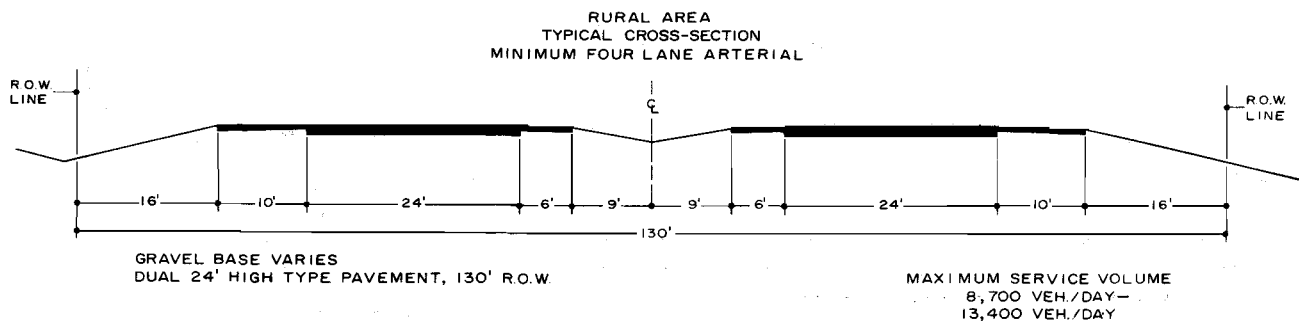 RURAL AREA
TYPICAL CROSS-SECTION
MINIMUM FOUR LANE ARTERIAL
R.O.W.
LINE
℄
R.O.W.
LINE
16' 10' 24' 6' 9' 9' 6' 24' 10' 16'
130'
GRAVEL BASE VARIES
DUAL 24' HIGH TYPE PAVEMENT, 130' R.O.W.
MAXIMUM SERVICE VOLUME
8,700 VEH./DAY—
13,400 VEH./DAY